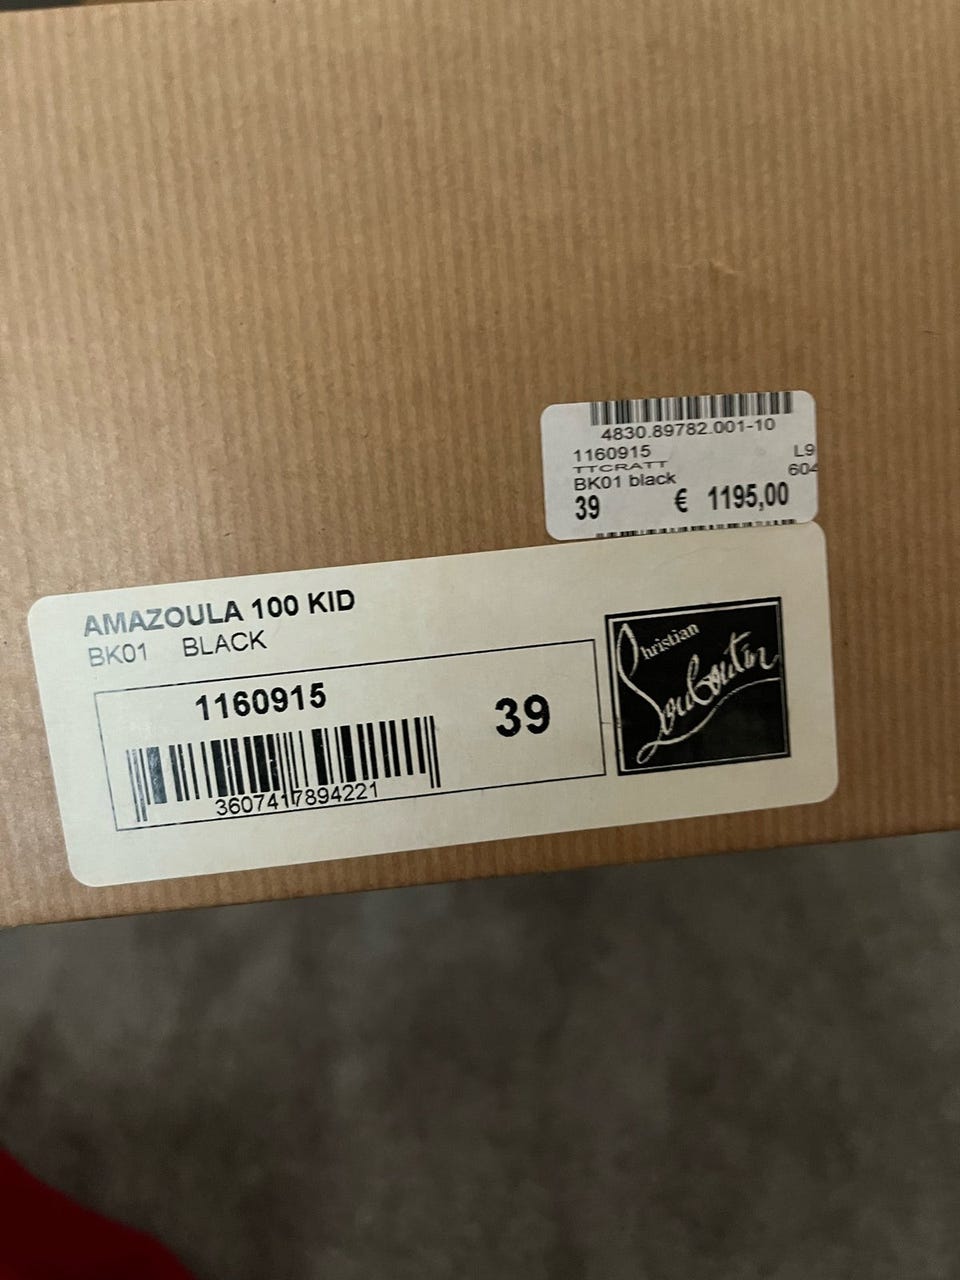 4830.89782.001-10
1160915 L9
TTCRATT 604
BK01 black
39 € 1195,00
AMAZOULA 100 KID
BK01 BLACK
1160915
39
3607417894221
Christian
Louboutin